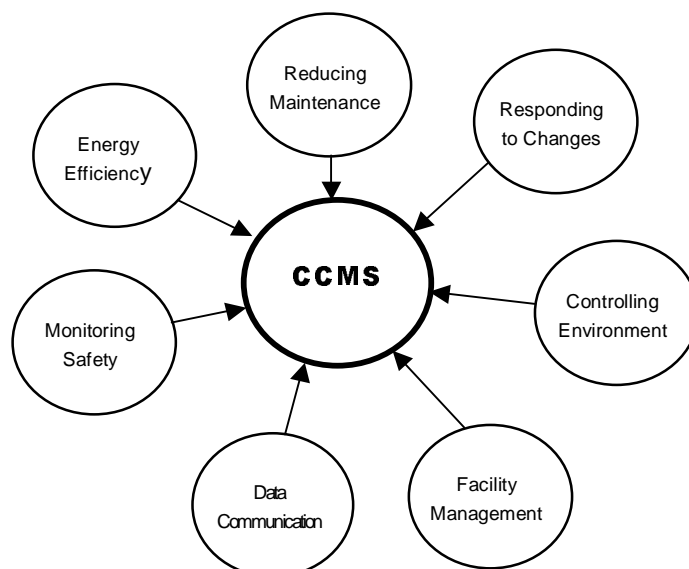 Reducing
Maintenance
Responding
to Changes
Energy
Efficiency
CCMS
Controlling
Environment
Monitoring
Safety
Facility
Management
Data
Communication